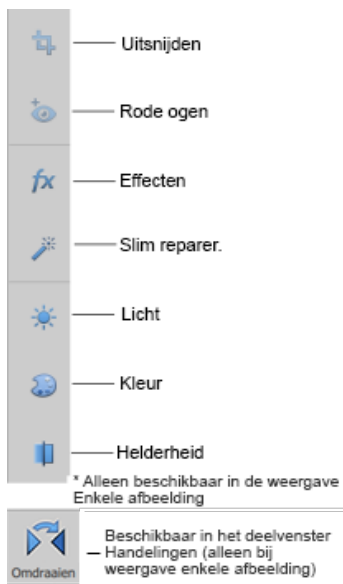 Uitsnijden
Rode ogen
fx
Effecten
Slim reparer.
Licht
Kleur
Helderheid
* Alleen beschikbaar in de weergave
Enkele afbeelding
Omdraaien
Beschikbaar in het deelvenster
Handelingen (alleen bij
weergave enkele afbeelding)